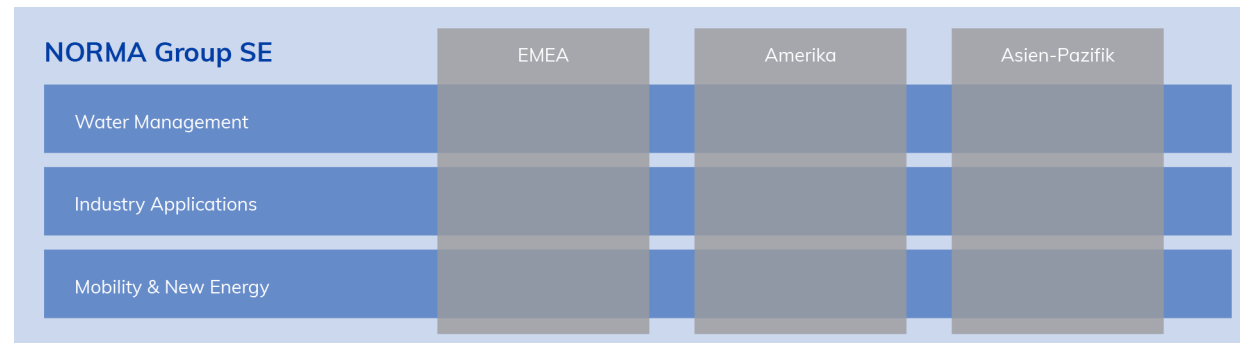 NORMA Group SE
EMEA
Amerika
Asien-Pazifik
Water Management
Industry Applications
Mobility & New Energy